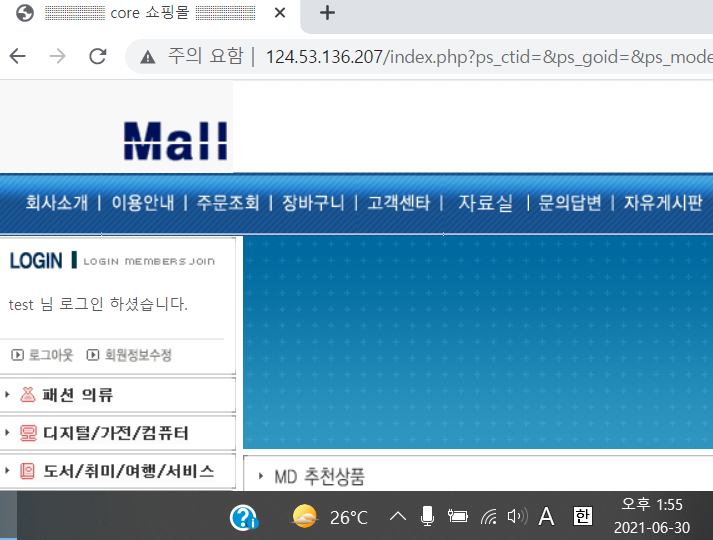 core 쇼핑몰
주의 요함 | 124.53.136.207/index.php?ps_ctid=&ps_goid=&ps_mode
Mall
회사소개 | 이용안내 | 주문조회 | 장바구니 | 고객센타 | 자료실 | 문의답변 | 자유게시판
LOGIN LOGIN MEMBERS JOIN
test 님 로그인 하셨습니다.
로그아웃 회원정보수정
패션 의류
디지털/가전/컴퓨터
도서/취미/여행/서비스
MD 추천상품
26°C A 한 오후 1:55
2021-06-30